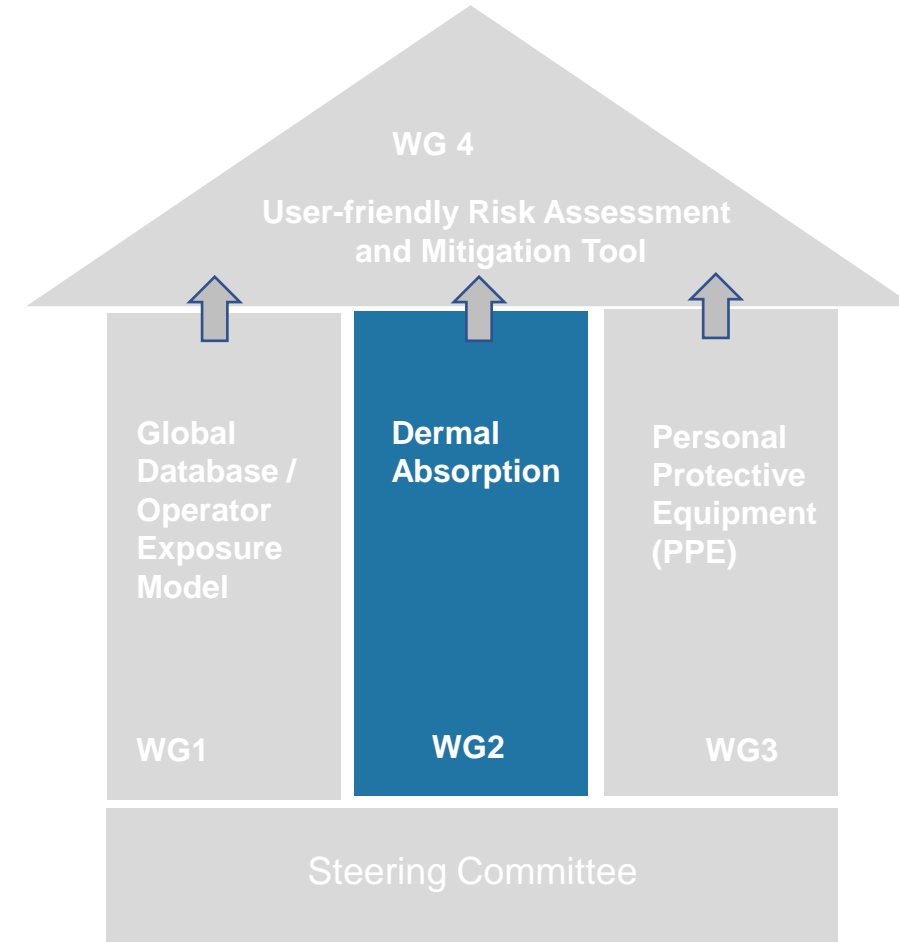 WG 4
User-friendly Risk Assessment
and Mitigation Tool
Global
Database /
Operator
Exposure
Model
WG1
Dermal
Absorption
WG2
Personal
Protective
Equipment
(PPE)
WG3
Steering Committee